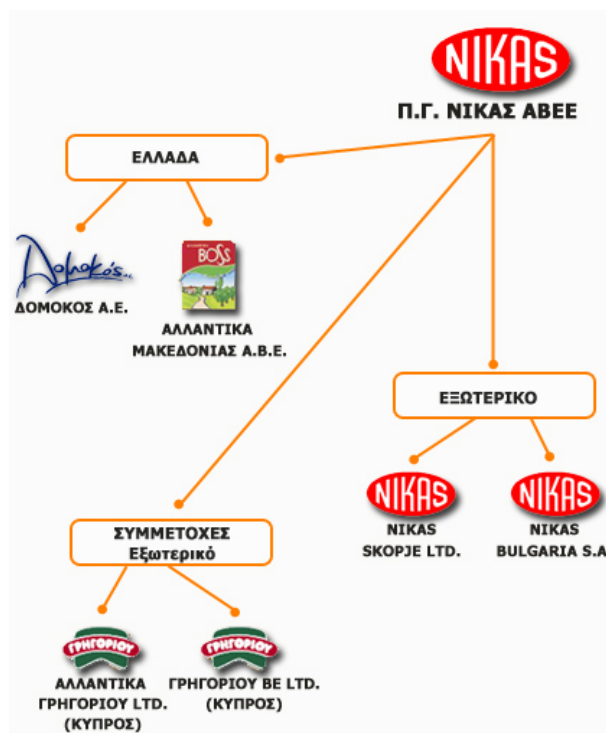 NIKAS
Π.Γ. ΝΙΚΑΣ ΑΒΕΕ
ΕΛΛΑΔΑ
Δομοκός
ΔΟΜΟΚΟΣ Α.Ε.
BOSS
ΑΛΛΑΝΤΙΚΑ
ΜΑΚΕΔΟΝΙΑΣ Α.Β.Ε.
ΕΞΩΤΕΡΙΚΟ
NIKAS
NIKAS
SKOPJE LTD.
NIKAS
NIKAS
BULGARIA S.A
ΣΥΜΜΕΤΟΧΕΣ
Εξωτερικό
ΓΡΗΓΟΡΙΟΥ
ΑΛΛΑΝΤΙΚΑ
ΓΡΗΓΟΡΙΟΥ LTD.
(ΚΥΠΡΟΣ)
ΓΡΗΓΟΡΙΟΥ
ΓΡΗΓΟΡΙΟΥ BE LTD.
(ΚΥΠΡΟΣ)